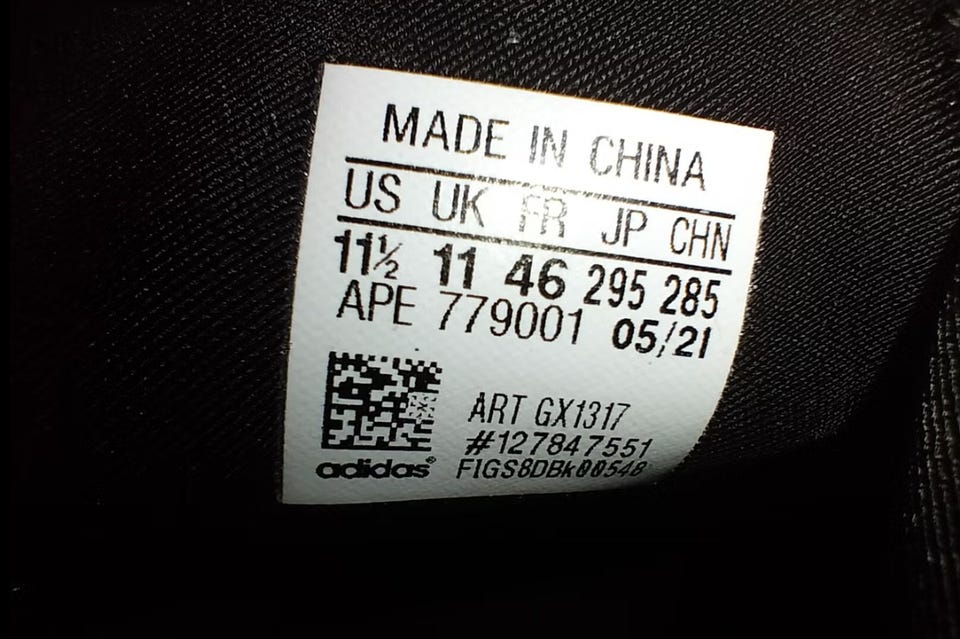 MADE IN CHINA
US UK FR JP CHN
11½ 11 46 295 285
APE 779001 05/21
ART GX1317
#127847551
adidas® F1GS8DBK00548